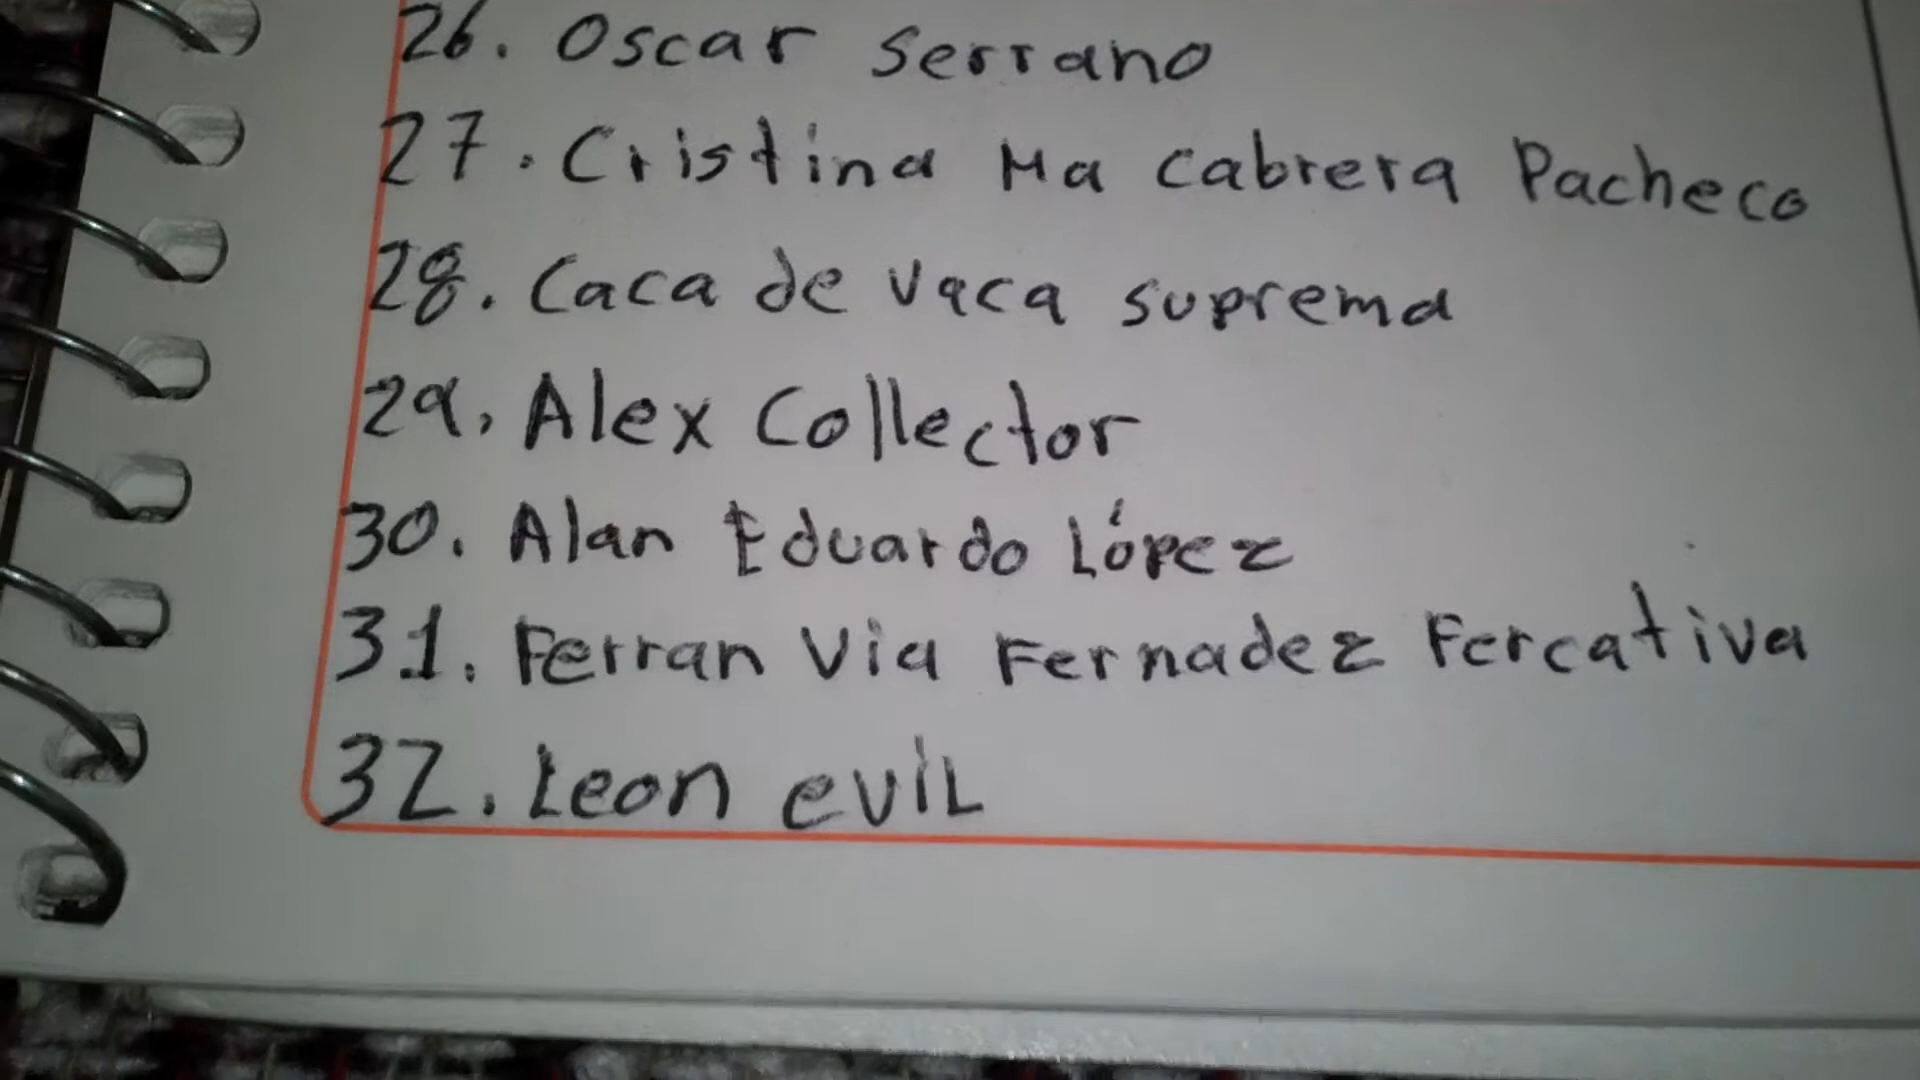 26. Oscar Serrano
27. Cristina Ma Cabrera Pacheco
28. Caca de vaca suprema
29. Alex Collector
30. Alan Eduardo López
31. Ferran Via Fernadez Fercativa
32. Leon evil